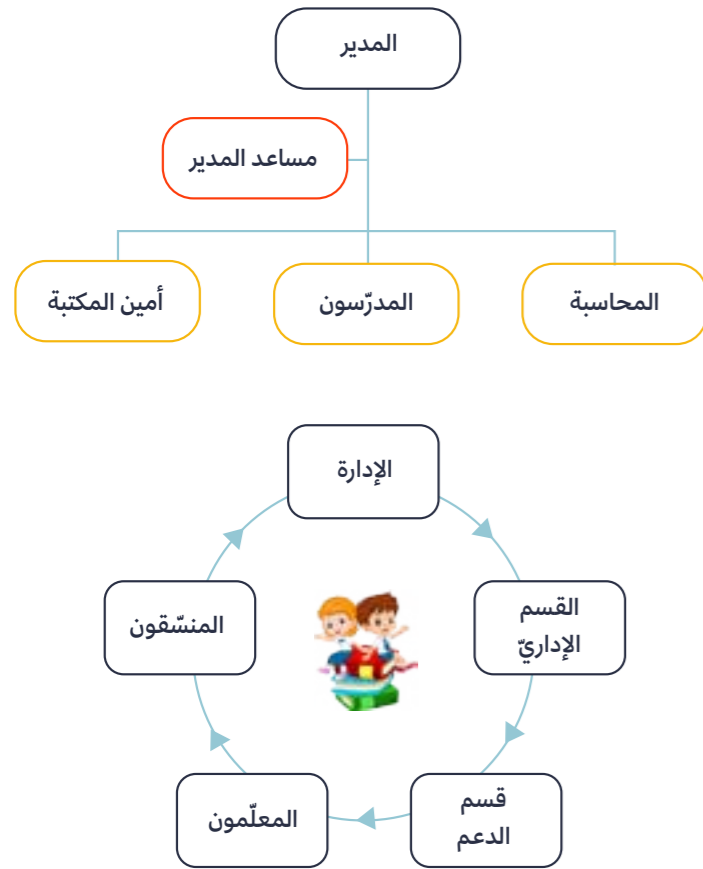 المدير
مساعد المدير
المحاسبة
المدرّسون
أمين المكتبة
الإدارة
القسم
الإداريّ
قسم
الدعم
المعلّمون
المنسّقون